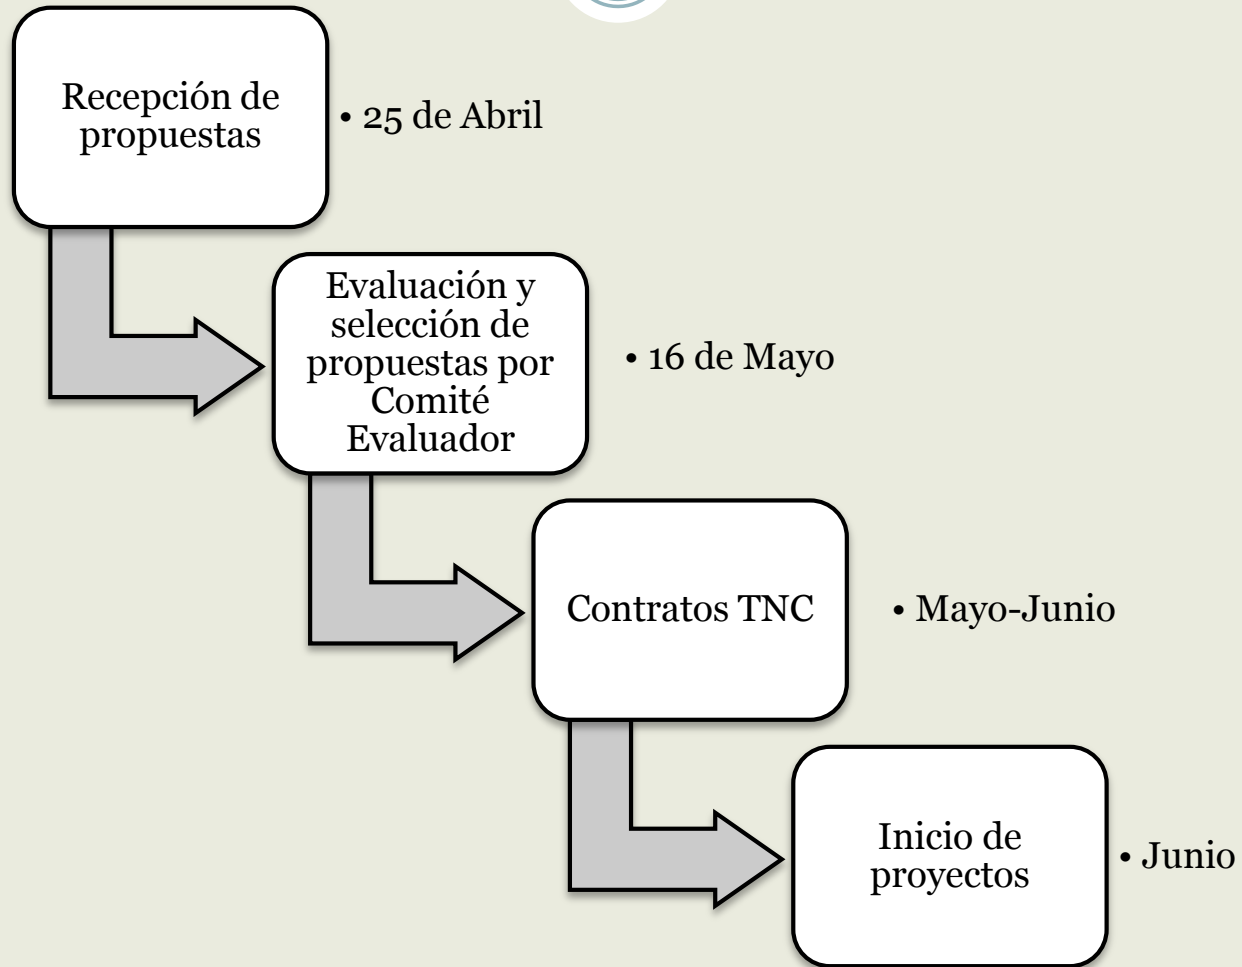 Recepción de
propuestas
• 25 de Abril
Evaluación y
selección de
propuestas por
Comité
Evaluador
• 16 de Mayo
Contratos TNC
• Mayo-Junio
Inicio de
proyectos
• Junio